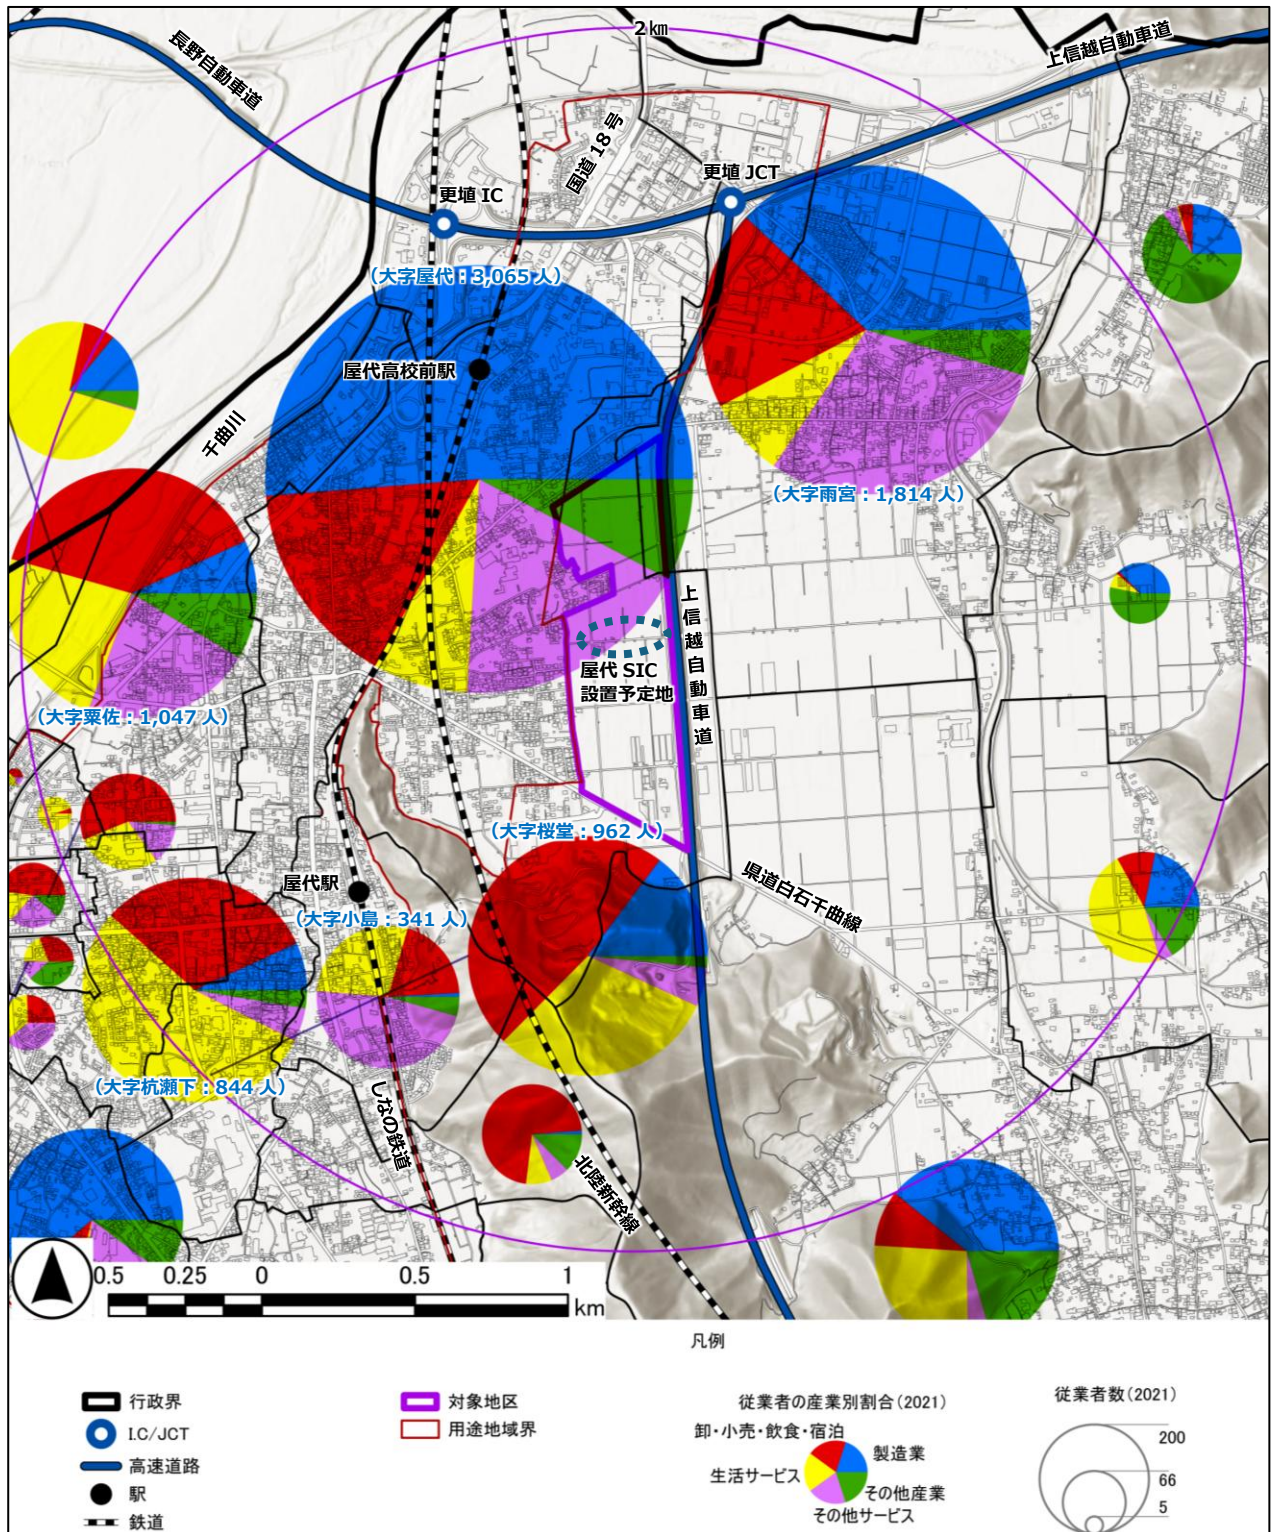 2㎞
長野自動車道
上信越自動車道
国道18号
更埴 JCT
更埴 IC
（大字屋代：3,065 人）
屋代高校前駅
千曲川
（大字雨宮：1,814 人）
上信越自動車道
屋代 SIC
設置予定地
（大字粟佐：1,047 人）
（大字桜堂：962 人）
屋代駅
県道白石千曲線
（大字小島：341 人）
（大字杭瀬下：844 人）
しなの鉄道
北陸新幹線
0.5 0.25 0 0.5 1
km
凡例
行政界
I.C/JCT
高速道路
駅
鉄道
対象地区
用途地域界
従業者の産業別割合(2021)
卸・小売・飲食・宿泊
製造業
生活サービス
その他産業
その他サービス
従業者数(2021)
200
66
5